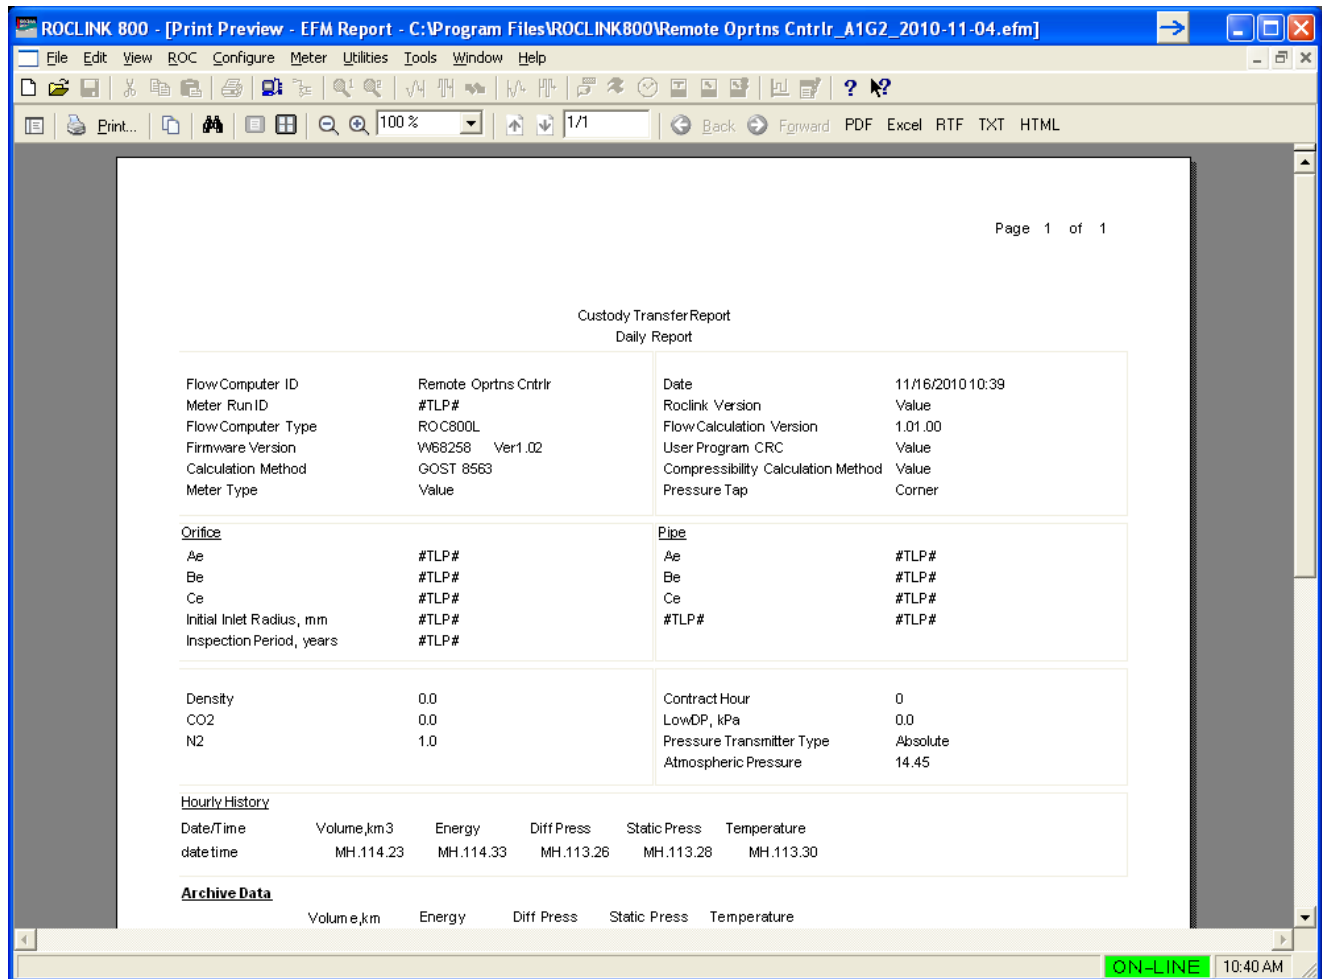 ROCLINK 800 - [Print Preview - EFM Report - C:\Program Files\ROCLINK800\Remote Oprtns Cntrlr_A1G2_2010-11-04.efm]
File Edit View ROC Configure Meter Utilities Tools Window Help
Print... 100 % 1/1 Back Forward PDF Excel RTF TXT HTML
Page 1 of 1
Custody Transfer Report
Daily Report
Flow Computer ID Remote Oprtns Cntrlr Date 11/16/2010 10:39
Meter Run ID #TLP# Roclink Version Value
Flow Computer Type ROC800L Flow Calculation Version 1.01.00
Firmware Version W68258 Ver1.02 User Program CRC Value
Calculation Method GOST 8563 Compressibility Calculation Method Value
Meter Type Value Pressure Tap Corner
Orifice Pipe
Ae #TLP# Ae #TLP#
Be #TLP# Be #TLP#
Ce #TLP# Ce #TLP#
Initial Inlet Radius, mm #TLP# #TLP# #TLP#
Inspection Period, years #TLP#
Density 0.0 Contract Hour 0
CO2 0.0 LowDP, kPa 0.0
N2 1.0 Pressure Transmitter Type Absolute
Atmospheric Pressure 14.45
Hourly History
Date/Time Volume,km3 Energy Diff Press Static Press Temperature
date time MH.114.23 MH.114.33 MH.113.26 MH.113.28 MH.113.30
Archive Data
Volume,km Energy Diff Press Static Press Temperature
ON-LINE 10:40 AM